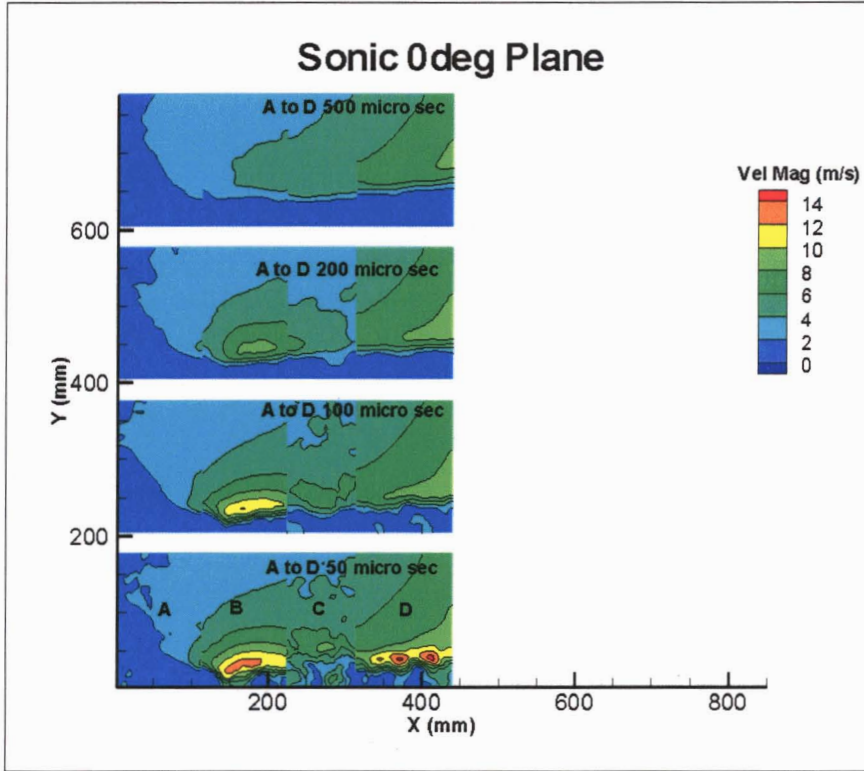 Sonic 0deg Plane
A to D 500 micro sec
Vel Mag (m/s)
14
12
10
8
6
4
2
0
600
A to D 200 micro sec
400
A to D 100 micro sec
Y (mm)
200
A to D 50 micro sec
A B C D
200 400 600 800
X (mm)